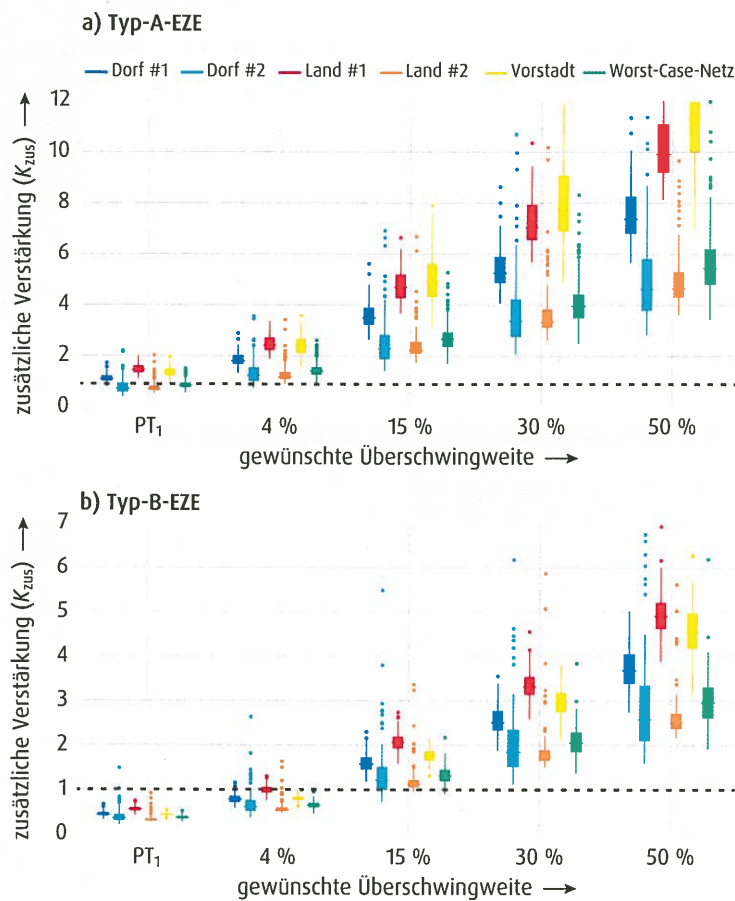 a) Typ-A-EZE
Dorf #1 Dorf #2 Land #1 Land #2 Vorstadt Worst-Case-Netz
zusätzliche Verstärkung (Kzus)
12
10
8
6
4
2
0
PT₁ 4 % 15 % 30 % 50 %
gewünschte Überschwingweite
b) Typ-B-EZE
zusätzliche Verstärkung (Kzus)
7
6
5
4
3
2
1
0
PT₁ 4 % 15 % 30 % 50 %
gewünschte Überschwingweite